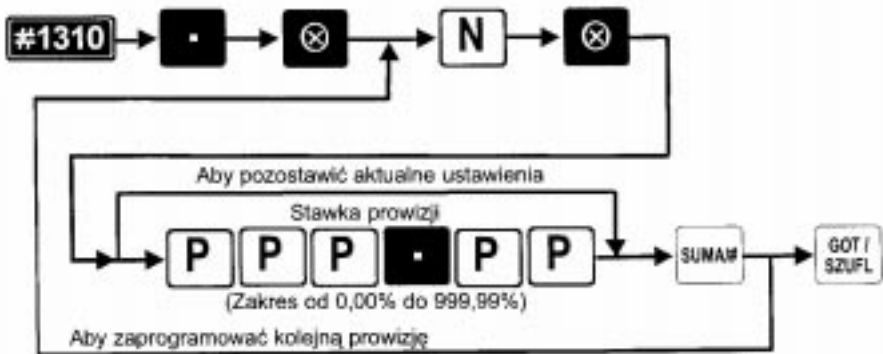 #1310 · ⊗ N ⊗
Aby pozostawić aktualne ustawienia
Stawka prowizji
P P P · P P SUMA/# GOT / SZUFL
(Zakres od 0,00% do 999,99%)
Aby zaprogramować kolejną prowizję